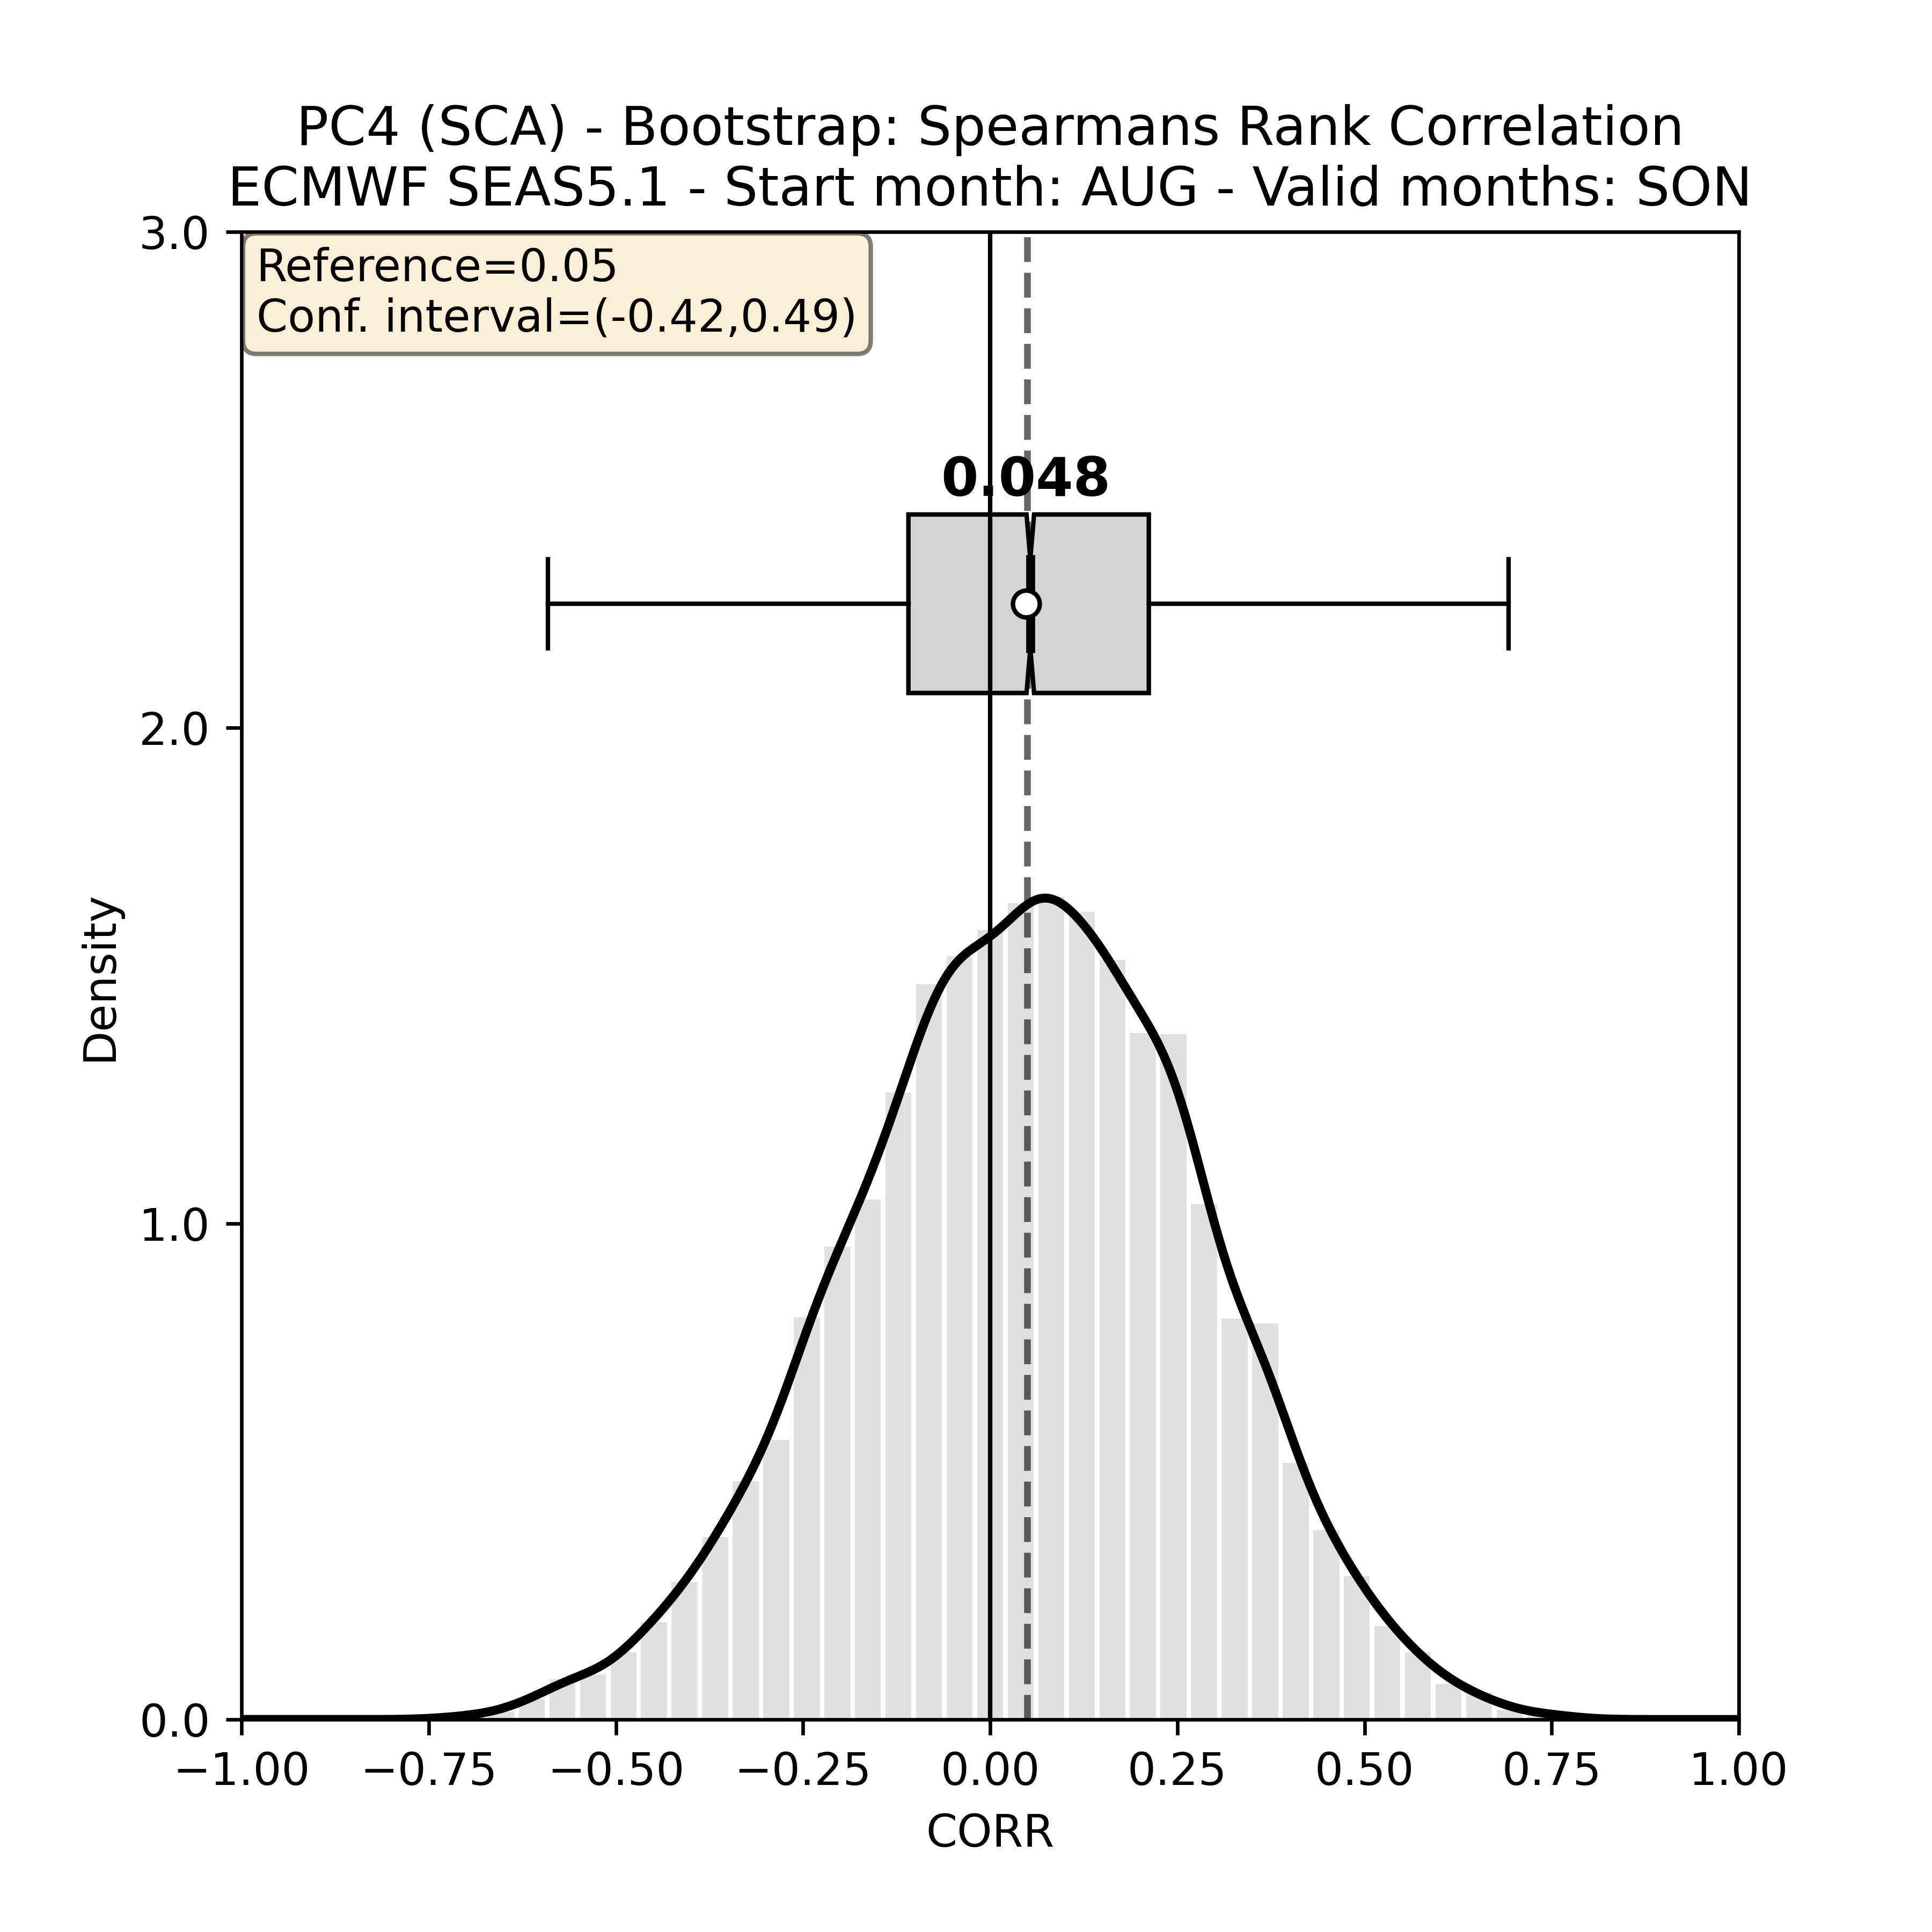 PC4 (SCA) - Bootstrap: Spearmans Rank Correlation
ECMWF SEAS5.1 - Start month: AUG - Valid months: SON
Reference=0.05
Conf. interval=(-0.42,0.49)
0.048
3.0
2.0
1.0
0.0
Density
−1.00 −0.75 −0.50 −0.25 0.00 0.25 0.50 0.75 1.00
CORR